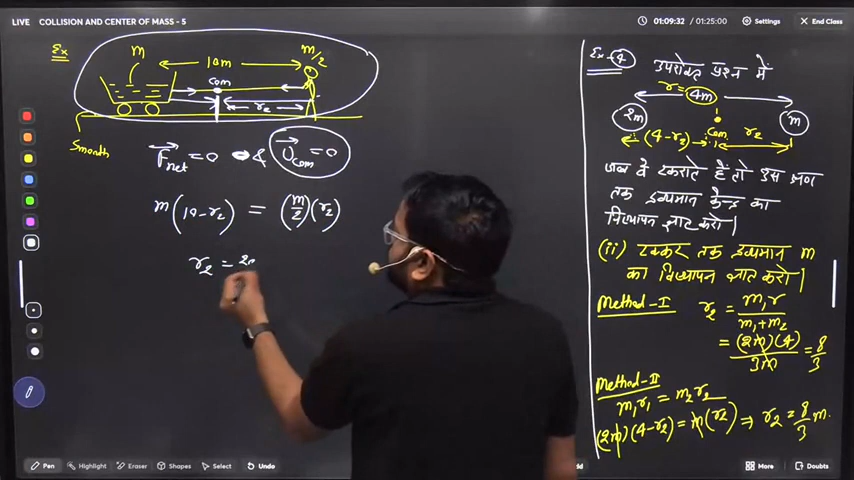 LIVE COLLISION AND CENTER OF MASS - 5
01:09:32 / 01:25:00
Settings
End Class
Ex
m
10m
m/2
com
r₂
5month
F⃗net = 0 & v⃗com = 0
m(10-r₂) = (m/2)(r₂)
r₂ = 2
Ex-4 उपरोक्त प्रश्न में
r = 4m
2m
m
com
(4-r₂)
r₂
जब वे टकराते हैं तो इस क्षण
तक द्रव्यमान केन्द्र का
विस्थापन ज्ञात करो।
(ii) टक्कर तक द्रव्यमान m
का विस्थापन ज्ञात करो।
Method-I r₂ = m₁r/m₁+m₂
= (2m)(4)/3m = 8/3
Method-II
m₁r₁ = m₂r₂
(2m)(4-r₂) = m(r₂) ⇒ r₂ = 8/3 m.
Pen Highlight Eraser Shapes Select Undo
More Doubts